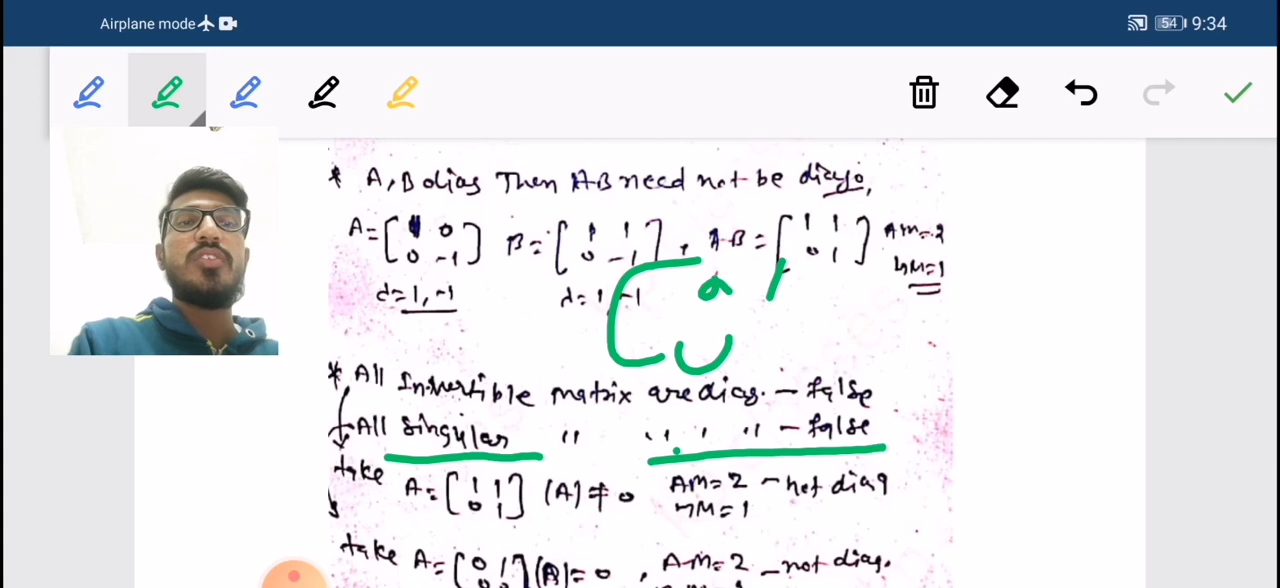 Airplane mode 54 9:34
* A, B diag Then AB need not be diago,
A = [ 1 0 B = [ 1 1 , AB = [ 1 1 AM=2
0 -1 ] 0 -1 ] 0 1 ] GM=1
d=1,-1 d=1,-1
* All Invertible matrix are diag. - false
All Singular " " " " - false
take A = [ 1 1 |A| ≠ 0 AM=2 - not diag
0 1 ] GM=1
take A = [ 0 1 |A|=0, AM=2 - not diag.